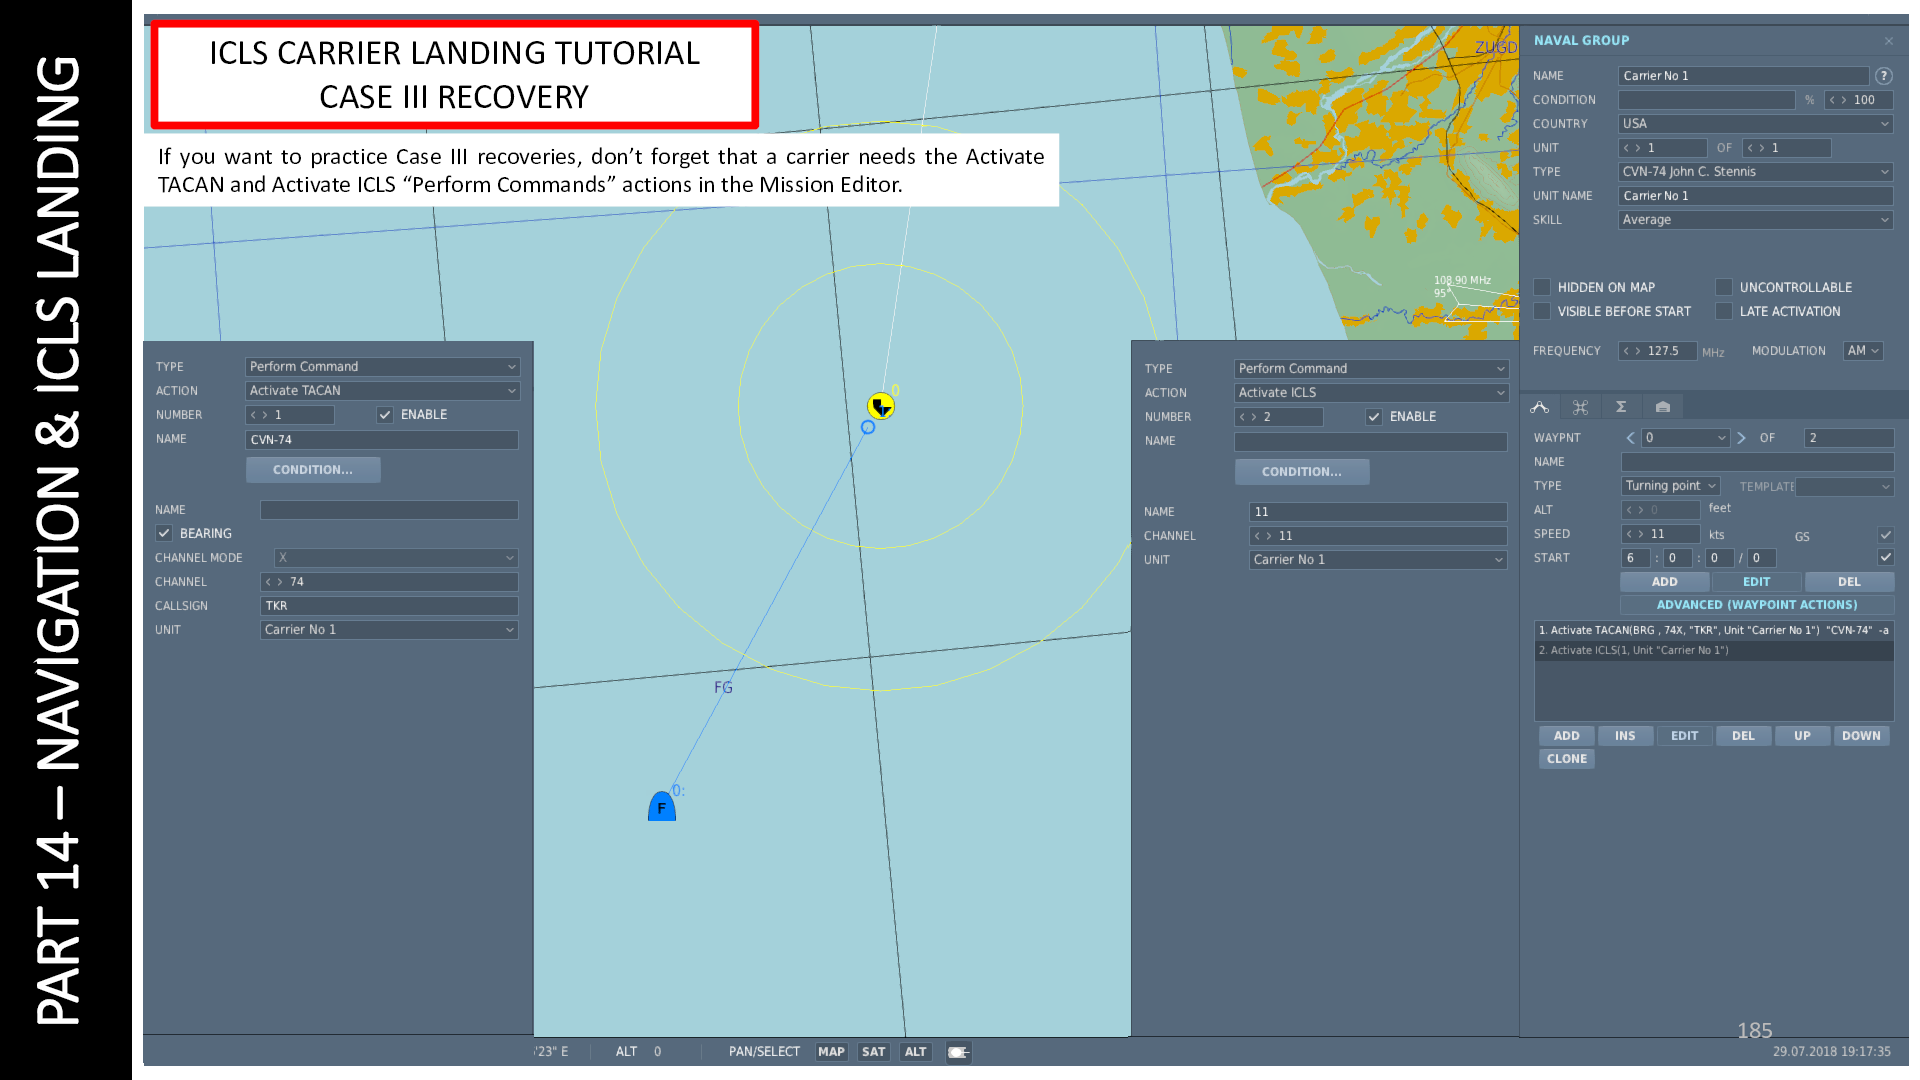 PART 14 – NAVIGATION & ICLS LANDING
ICLS CARRIER LANDING TUTORIAL
CASE III RECOVERY
If you want to practice Case III recoveries, don’t forget that a carrier needs the Activate
TACAN and Activate ICLS “Perform Commands” actions in the Mission Editor.
ZUGD
108.90 MHz
95°
0
FG
0:
F
TYPE Perform Command
ACTION Activate TACAN
NUMBER < > 1 ENABLE
NAME CVN-74
CONDITION...
NAME
BEARING
CHANNEL MODE X
CHANNEL < > 74
CALLSIGN TKR
UNIT Carrier No 1
TYPE Perform Command
ACTION Activate ICLS
NUMBER < > 2 ENABLE
NAME
CONDITION...
NAME 11
CHANNEL < > 11
UNIT Carrier No 1
NAVAL GROUP
NAME Carrier No 1 ?
CONDITION % < > 100
COUNTRY USA
UNIT < > 1 OF < > 1
TYPE CVN-74 John C. Stennis
UNIT NAME Carrier No 1
SKILL Average
HIDDEN ON MAP UNCONTROLLABLE
VISIBLE BEFORE START LATE ACTIVATION
FREQUENCY < > 127.5 MHz MODULATION AM
Σ
WAYPNT < 0 > OF 2
NAME
TYPE Turning point TEMPLATE
ALT < > 0 feet
SPEED < > 11 kts GS
START 6 : 0 : 0 / 0
ADD EDIT DEL
ADVANCED (WAYPOINT ACTIONS)
1. Activate TACAN(BRG , 74X, "TKR", Unit "Carrier No 1") "CVN-74" -a
2. Activate ICLS(1, Unit "Carrier No 1")
ADD INS EDIT DEL UP DOWN
CLONE
185
'23" E ALT 0 PAN/SELECT MAP SAT ALT
29.07.2018 19:17:35